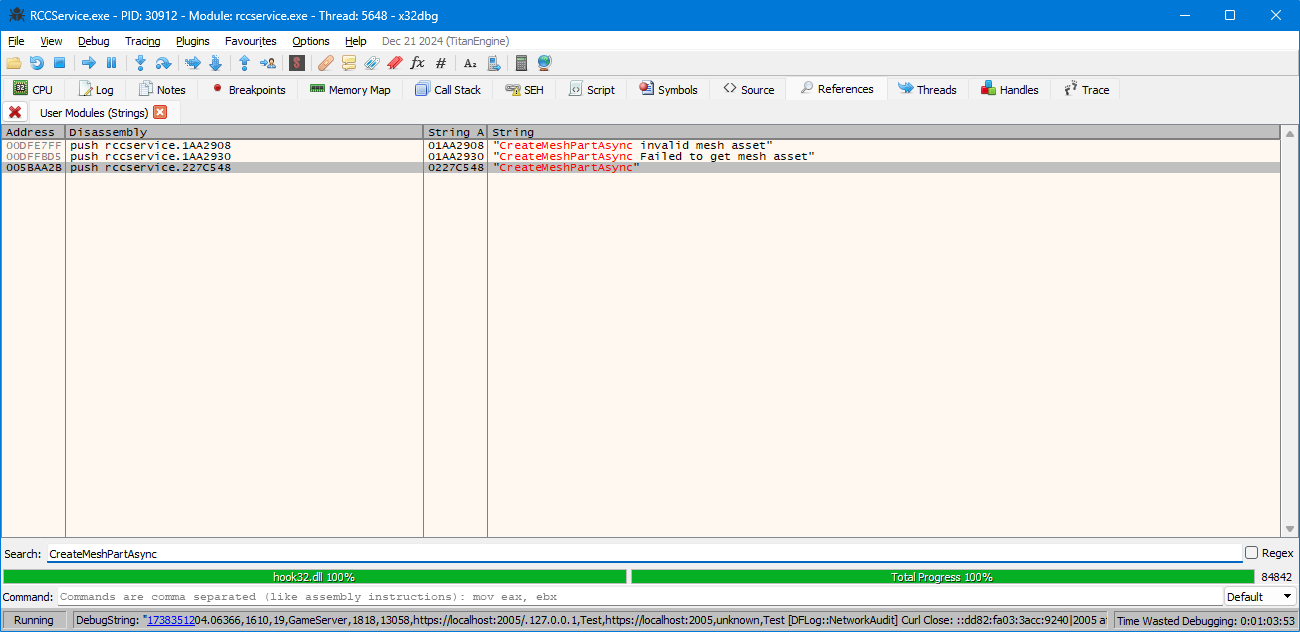 RCCService.exe - PID: 30912 - Module: rccservice.exe - Thread: 5648 - x32dbg
File View Debug Tracing Plugins Favourites Options Help Dec 21 2024 (TitanEngine)
fx # Az
CPU Log Notes Breakpoints Memory Map Call Stack SEH Script Symbols Source References Threads Handles Trace
User Modules (Strings)
Address Disassembly String A String
00DFE7FF push rccservice.1AA2908 01AA2908 "CreateMeshPartAsync invalid mesh asset"
00DFFBD5 push rccservice.1AA2930 01AA2930 "CreateMeshPartAsync Failed to get mesh asset"
005BAA2B push rccservice.227C548 0227C548 "CreateMeshPartAsync"
Search: CreateMeshPartAsync Regex
hook32.dll 100% Total Progress 100% 84842
Command: Commands are comma separated (like assembly instructions): mov eax, ebx Default
Running DebugString: "1738351204.06366,1610,19,GameServer,1818,13058,https://localhost:2005/.127.0.0.1,Test,https://localhost:2005,unknown,Test [DFLog::NetworkAudit] Curl Close: ::dd82:fa03:3acc:9240|2005 a Time Wasted Debugging: 0:01:03:53